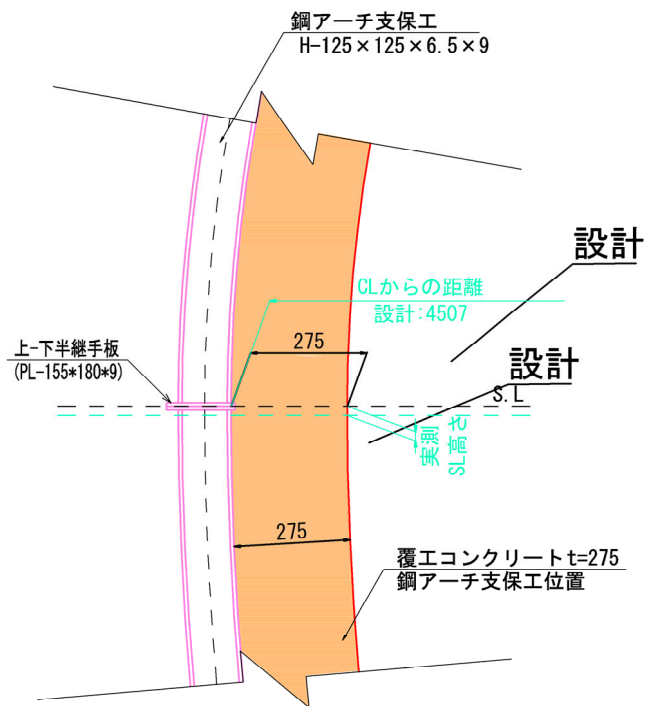 鋼アーチ支保工
H-125×125×6.5×9
設計
CLからの距離
設計:4507
275
上-下半継手板
(PL-155*180*9)
設計
S.L
実測
SL高さ
275
覆工コンクリートt=275
鋼アーチ支保工位置